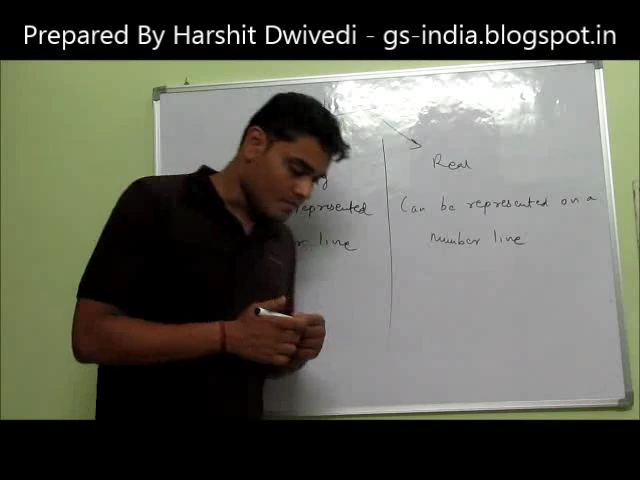 Prepared By Harshit Dwivedi - gs-india.blogspot.in
Real
represented
Can be represented on a
line
number line